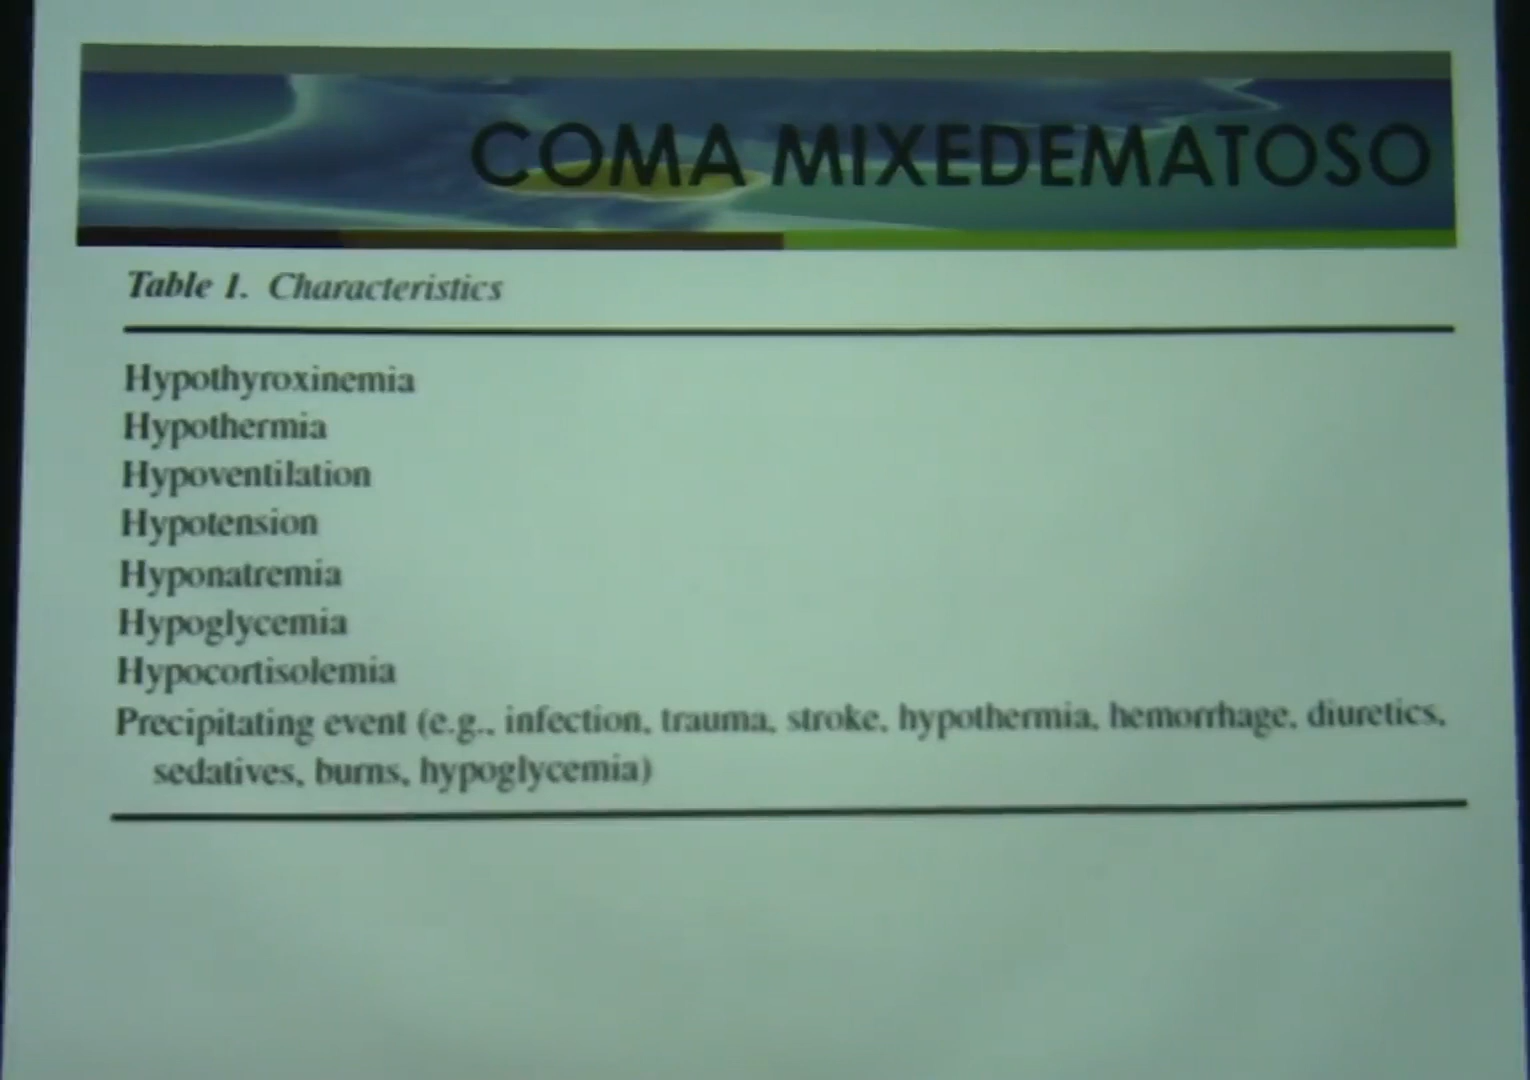 COMA MIXEDEMATOSO
Table 1. Characteristics
Hypothyroxinemia
Hypothermia
Hypoventilation
Hypotension
Hyponatremia
Hypoglycemia
Hypocortisolemia
Precipitating event (e.g., infection, trauma, stroke, hypothermia, hemorrhage, diuretics,
sedatives, burns, hypoglycemia)